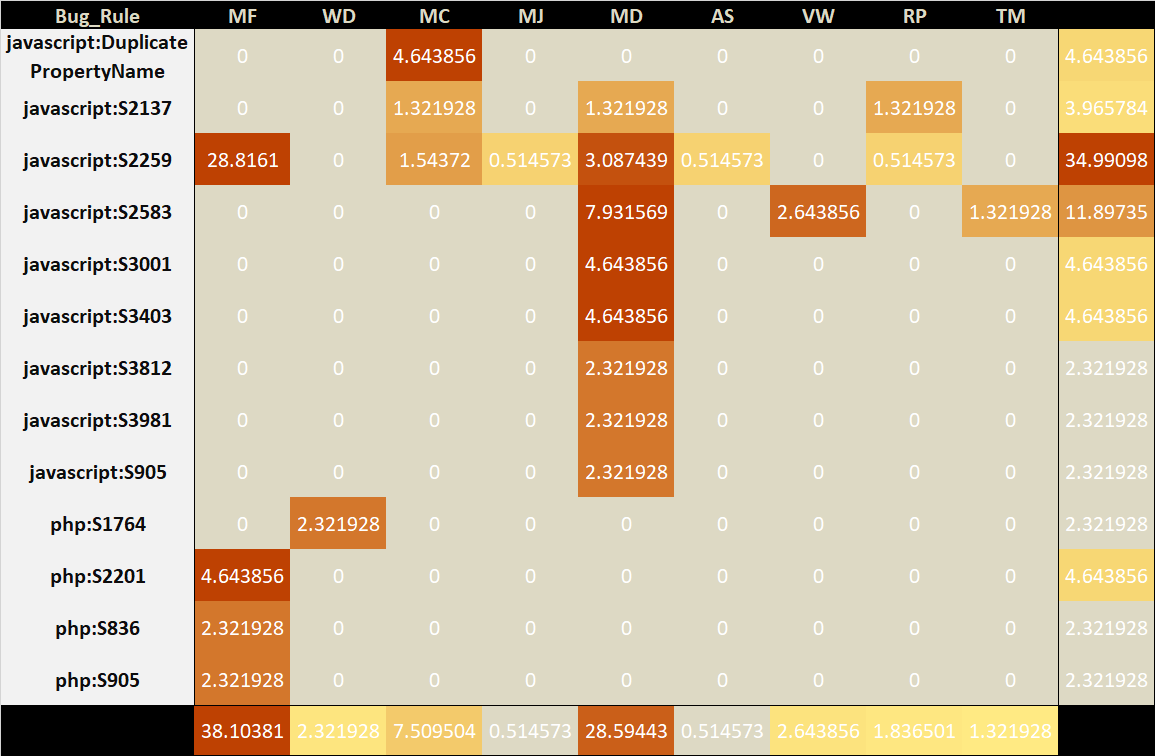 Bug_Rule MF WD MC MJ MD AS VW RP TM
javascript:Duplicate
PropertyName 0 0 4.643856 0 0 0 0 0 0 4.643856
javascript:S2137 0 0 1.321928 0 1.321928 0 0 1.321928 0 3.965784
javascript:S2259 28.8161 0 1.54372 0.514573 3.087439 0.514573 0 0.514573 0 34.99098
javascript:S2583 0 0 0 0 7.931569 0 2.643856 0 1.321928 11.89735
javascript:S3001 0 0 0 0 4.643856 0 0 0 0 4.643856
javascript:S3403 0 0 0 0 4.643856 0 0 0 0 4.643856
javascript:S3812 0 0 0 0 2.321928 0 0 0 0 2.321928
javascript:S3981 0 0 0 0 2.321928 0 0 0 0 2.321928
javascript:S905 0 0 0 0 2.321928 0 0 0 0 2.321928
php:S1764 0 2.321928 0 0 0 0 0 0 0 2.321928
php:S2201 4.643856 0 0 0 0 0 0 0 0 4.643856
php:S836 2.321928 0 0 0 0 0 0 0 0 2.321928
php:S905 2.321928 0 0 0 0 0 0 0 0 2.321928
38.10381 2.321928 7.509504 0.514573 28.59443 0.514573 2.643856 1.836501 1.321928